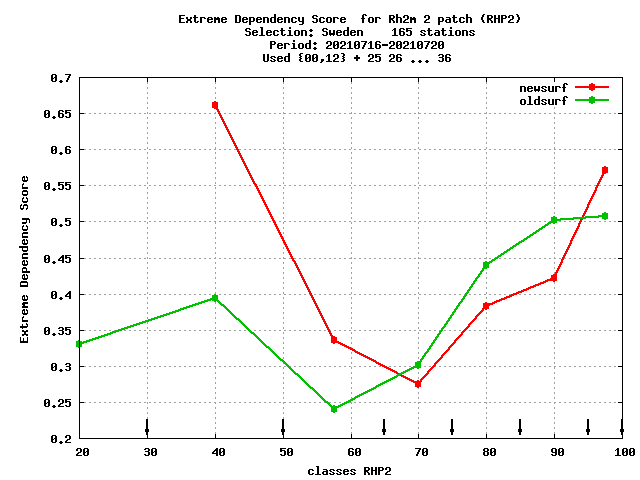 Extreme Dependency Score  for Rh2m 2 patch (RHP2)
Selection: Sweden    165 stations
Period: 20210716-20210720
Used {00,12} + 25 26 ... 36
newsurf
oldsurf
0.7
0.65
0.6
0.55
0.5
0.45
0.4
0.35
0.3
0.25
0.2
Extreme Dependency Score
20 30 40 50 60 70 80 90 100
classes RHP2